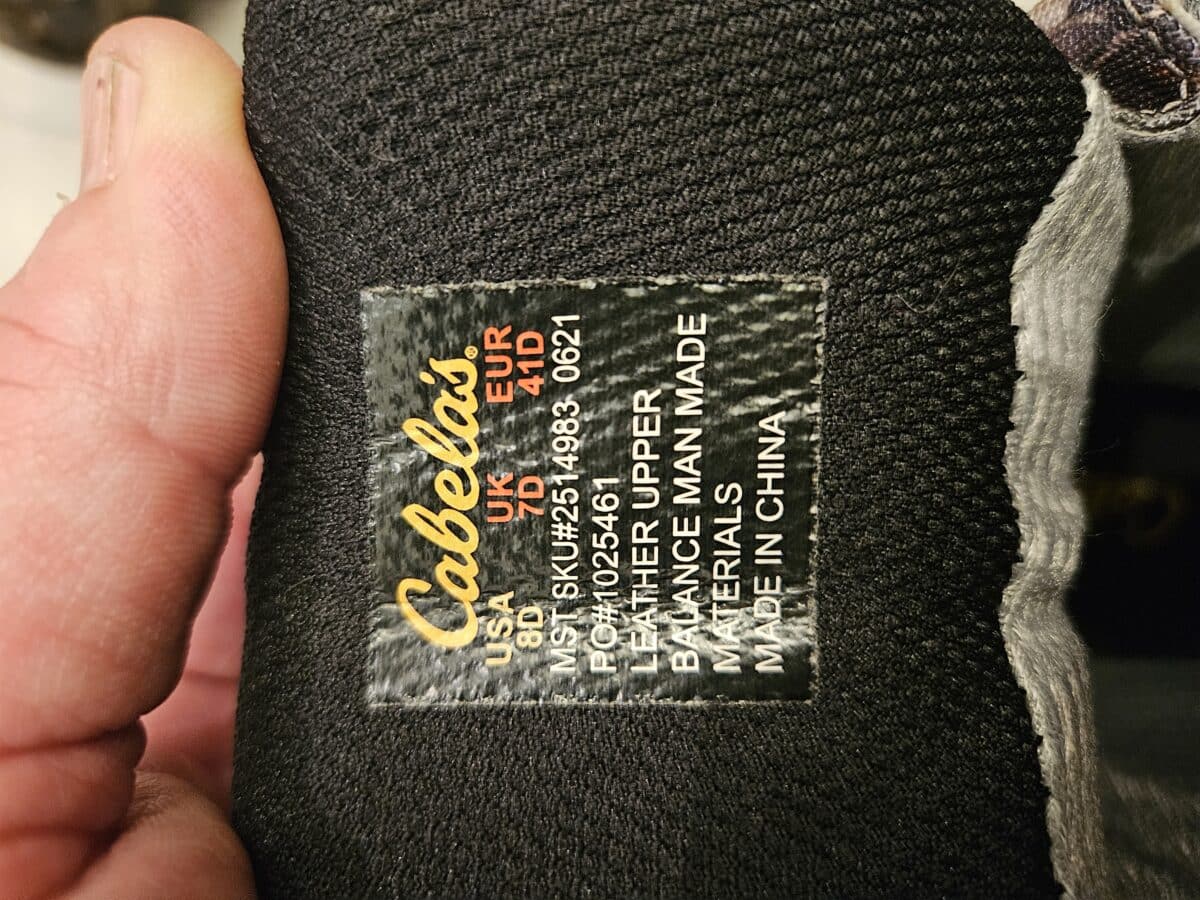 Cabela's®
USA UK EUR
8D 7D 41D
MST SKU#2514983 0621
PO#1025461
LEATHER UPPER
BALANCE MAN MADE
MATERIALS
MADE IN CHINA